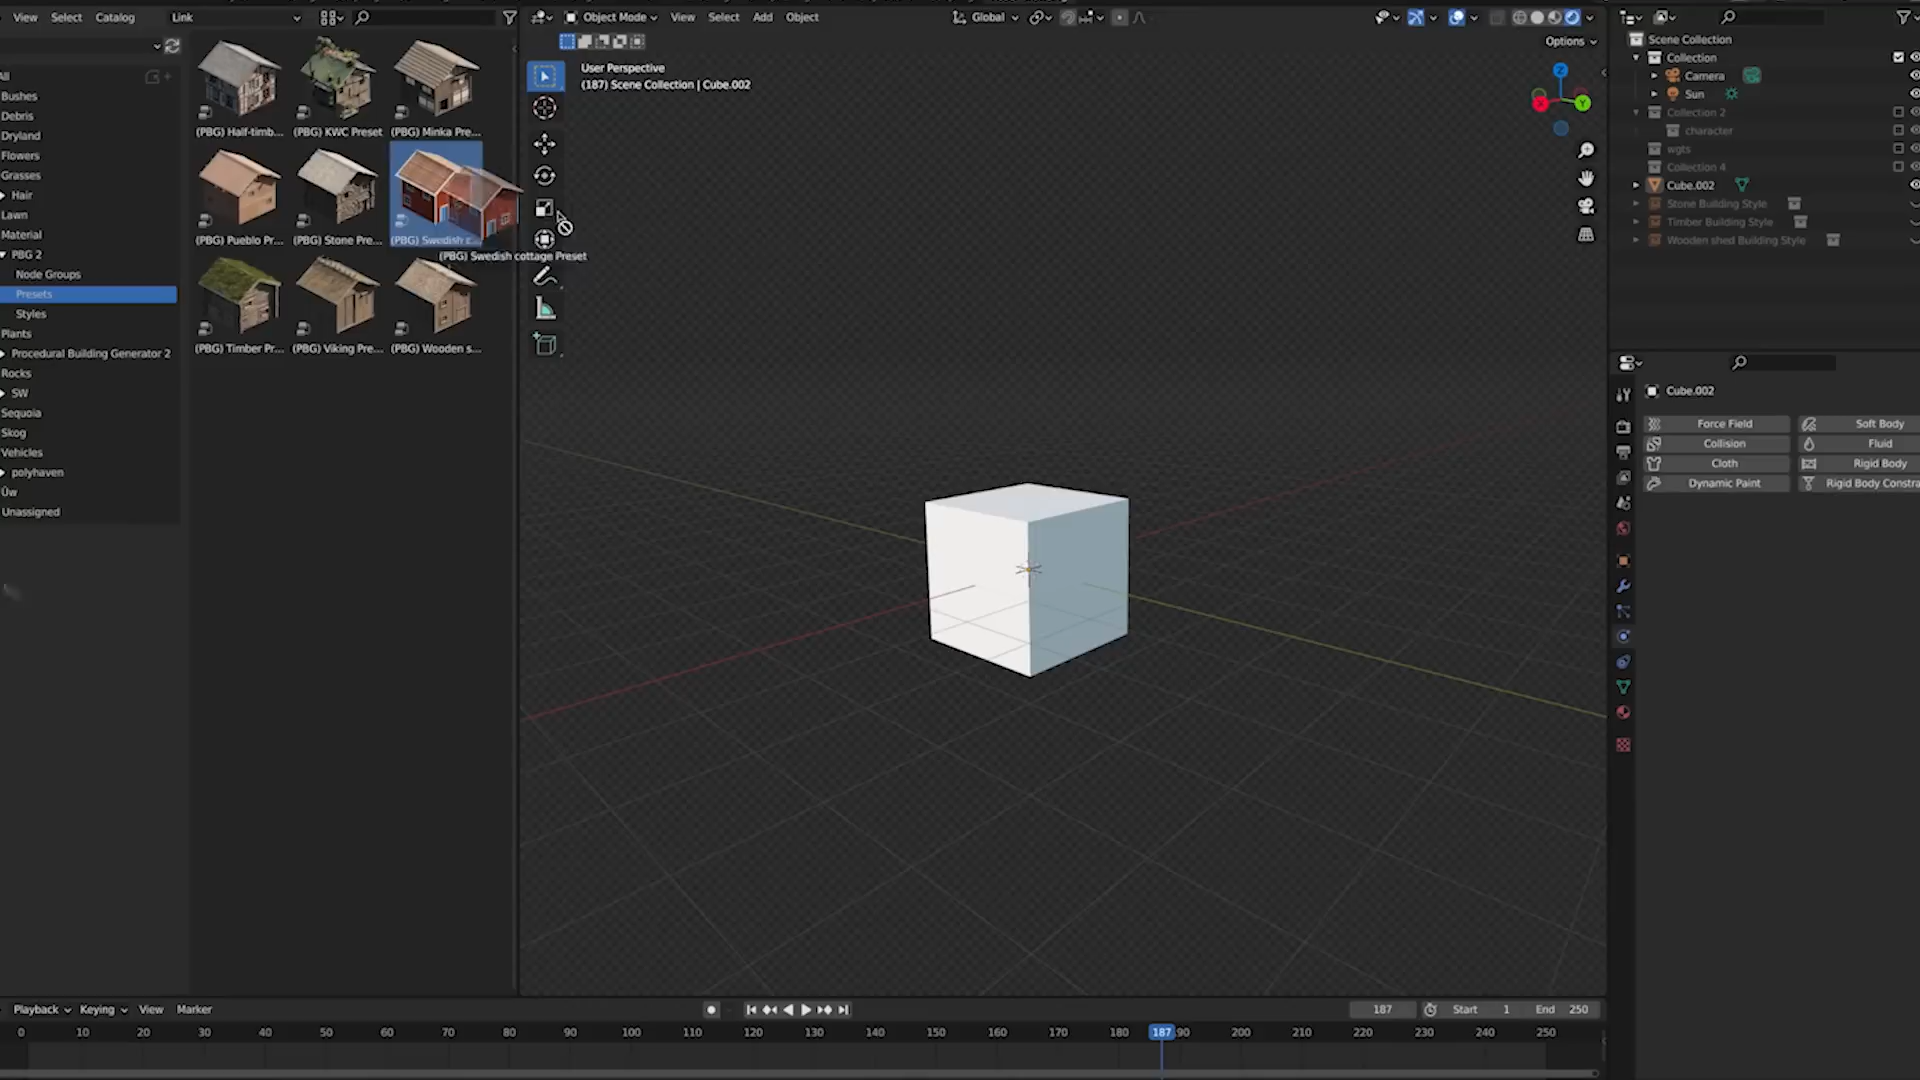 View Select Catalog Link
Object Mode View Select Add Object Global
Options
User Perspective
(187) Scene Collection | Cube.002
Bushes
Debris
Dryland
Flowers
Grasses
Hair
Lawn
Material
PBG 2
Node Groups
Presets
Styles
Plants
Procedural Building Generator 2
Rocks
SW
Sequoia
Skog
Vehicles
polyhaven
Unassigned
(PBG) Half-timb... (PBG) KWC Preset (PBG) Minka Pre...
(PBG) Pueblo Pr... (PBG) Stone Pre... (PBG) Swedish c...
(PBG) Swedish cottage Preset
(PBG) Timber Pr... (PBG) Viking Pre... (PBG) Wooden s...
Z
Y
Scene Collection
Collection
Camera
Sun
Collection 2
character
wgts
Collection 4
Cube.002
Stone Building Style
Timber Building Style
Wooden shed Building Style
Cube.002
Force Field Soft Body
Collision Fluid
Cloth Rigid Body
Dynamic Paint Rigid Body Constra
Playback Keying View Marker 187 Start 1 End 250
0 10 20 30 40 50 60 70 80 90 100 110 120 130 140 150 160 170 180 187 90 200 210 220 230 240 250